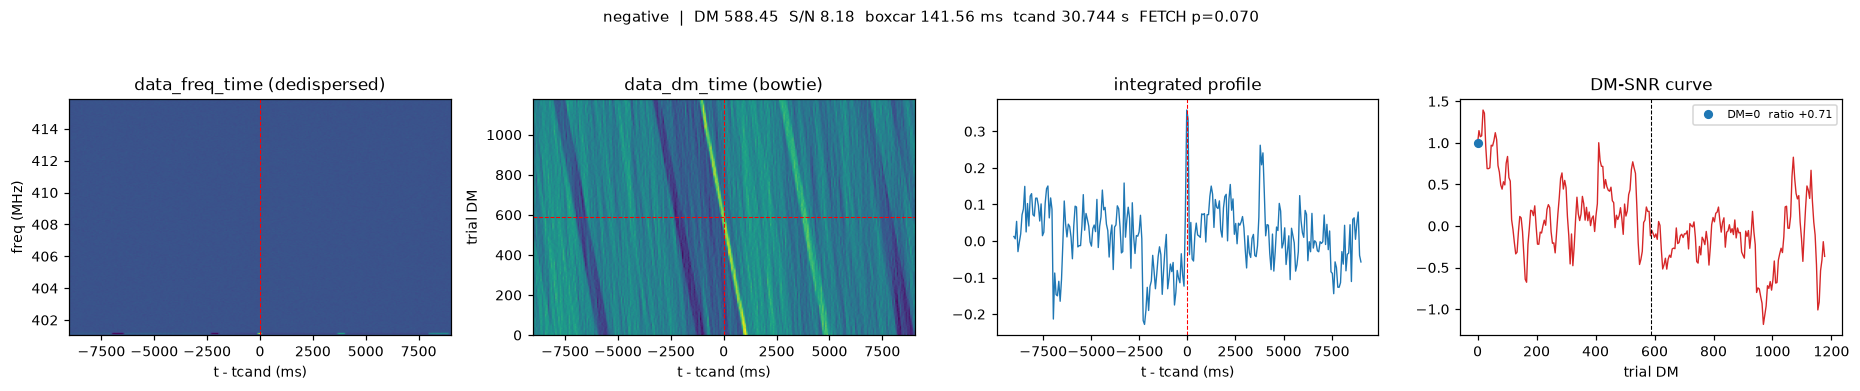 negative | DM 588.45 S/N 8.18 boxcar 141.56 ms tcand 30.744 s FETCH p=0.070
data_freq_time (dedispersed)
freq (MHz)
414
412
410
408
406
404
402
−7500 −5000 −2500 0 2500 5000 7500
t - tcand (ms)
data_dm_time (bowtie)
trial DM
1000
800
600
400
200
0
−7500 −5000 −2500 0 2500 5000 7500
t - tcand (ms)
integrated profile
0.3
0.2
0.1
0.0
−0.1
−0.2
−7500 −5000 −2500 0 2500 5000 7500
t - tcand (ms)
DM-SNR curve
DM=0 ratio +0.71
1.5
1.0
0.5
0.0
−0.5
−1.0
0 200 400 600 800 1000 1200
trial DM